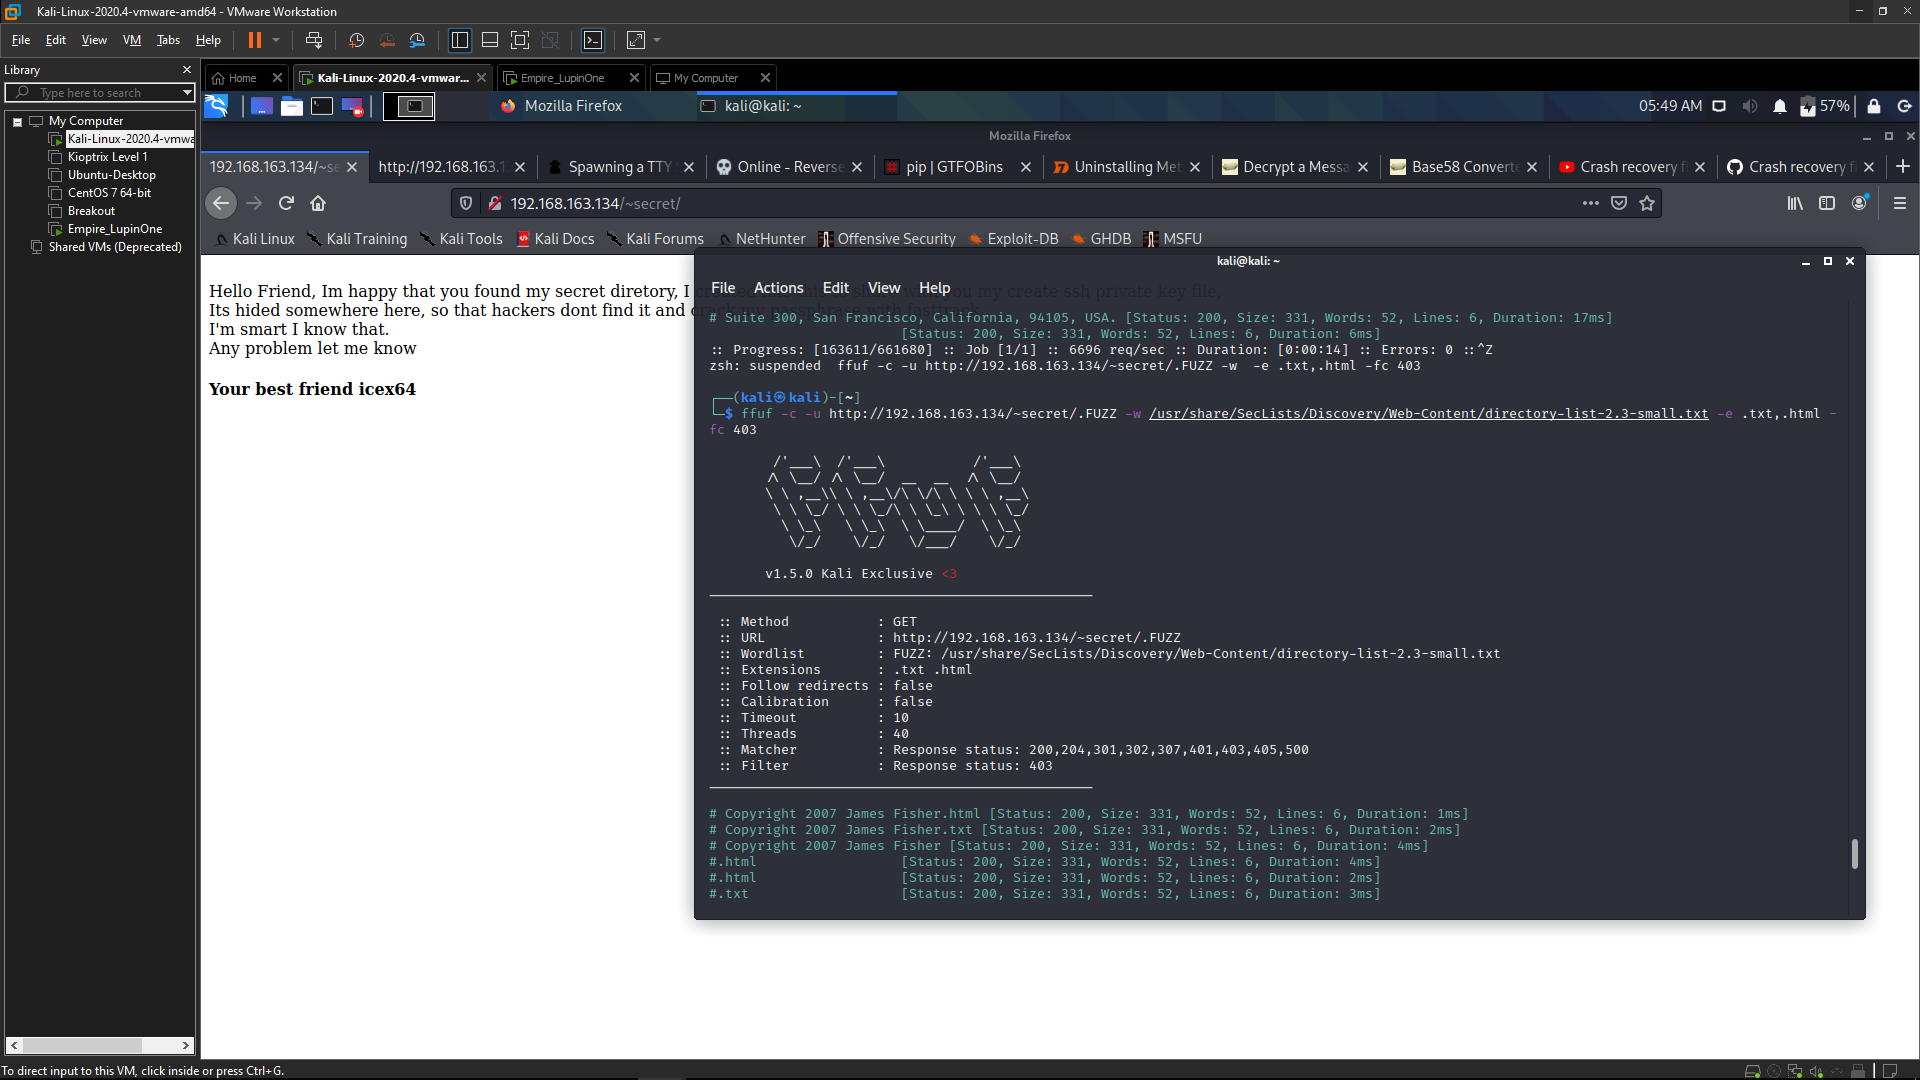 Kali-Linux-2020.4-vmware-amd64 - VMware Workstation
File Edit View VM Tabs Help
Library
Type here to search
My Computer
Kali-Linux-2020.4-vmwa
Kioptrix Level 1
Ubuntu-Desktop
CentOS 7 64-bit
Breakout
Empire_LupinOne
Shared VMs (Deprecated)
Home Kali-Linux-2020.4-vmwar... Empire_LupinOne My Computer
Mozilla Firefox kali@kali: ~ 05:49 AM 57%
Mozilla Firefox
192.168.163.134/~se http://192.168.163.1 Spawning a TTY Online - Reverse pip | GTFOBins Uninstalling Met Decrypt a Messa Base58 Converte Crash recovery f Crash recovery f
192.168.163.134/~secret/
Kali Linux Kali Training Kali Tools Kali Docs Kali Forums NetHunter Offensive Security Exploit-DB GHDB MSFU
Hello Friend, Im happy that you found my secret diretory, I created like this to share with you my create ssh private key file,
Its hided somewhere here, so that hackers dont find it and crack my passphrase with fasttrack.
I'm smart I know that.
Any problem let me know
Your best friend icex64
kali@kali: ~
File Actions Edit View Help
# Suite 300, San Francisco, California, 94105, USA. [Status: 200, Size: 331, Words: 52, Lines: 6, Duration: 17ms]
[Status: 200, Size: 331, Words: 52, Lines: 6, Duration: 6ms]
:: Progress: [163611/661680] :: Job [1/1] :: 6696 req/sec :: Duration: [0:00:14] :: Errors: 0 ::^Z
zsh: suspended  ffuf -c -u http://192.168.163.134/~secret/.FUZZ -w  -e .txt,.html -fc 403
┌──(kali㉿kali)-[~]
└─$ ffuf -c -u http://192.168.163.134/~secret/.FUZZ -w /usr/share/SecLists/Discovery/Web-Content/directory-list-2.3-small.txt -e .txt,.html -
fc 403
v1.5.0 Kali Exclusive <3
:: Method : GET
:: URL : http://192.168.163.134/~secret/.FUZZ
:: Wordlist : FUZZ: /usr/share/SecLists/Discovery/Web-Content/directory-list-2.3-small.txt
:: Extensions : .txt .html
:: Follow redirects : false
:: Calibration : false
:: Timeout : 10
:: Threads : 40
:: Matcher : Response status: 200,204,301,302,307,401,403,405,500
:: Filter : Response status: 403
# Copyright 2007 James Fisher.html [Status: 200, Size: 331, Words: 52, Lines: 6, Duration: 1ms]
# Copyright 2007 James Fisher.txt [Status: 200, Size: 331, Words: 52, Lines: 6, Duration: 2ms]
# Copyright 2007 James Fisher [Status: 200, Size: 331, Words: 52, Lines: 6, Duration: 4ms]
#.html [Status: 200, Size: 331, Words: 52, Lines: 6, Duration: 4ms]
#.html [Status: 200, Size: 331, Words: 52, Lines: 6, Duration: 2ms]
#.txt [Status: 200, Size: 331, Words: 52, Lines: 6, Duration: 3ms]
To direct input to this VM, click inside or press Ctrl+G.